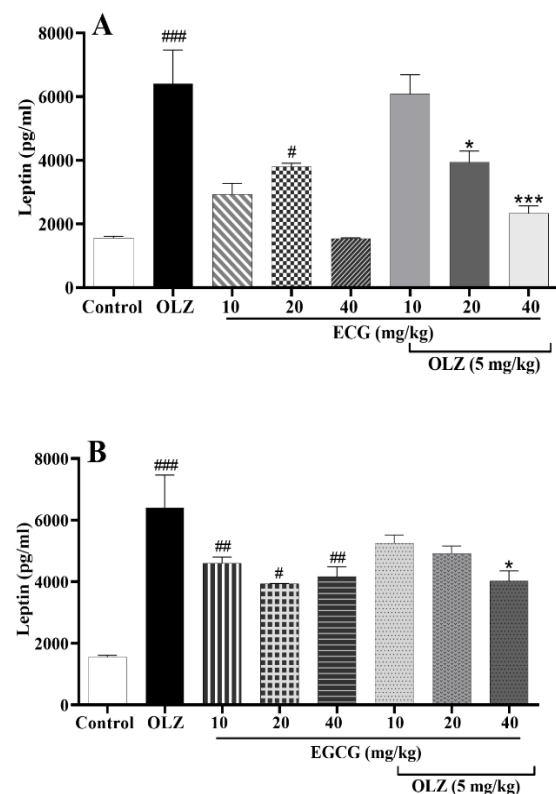 A
Leptin (pg/ml)
8000
6000
4000
2000
0
###
#
*
***
Control OLZ 10 20 40 10 20 40
ECG (mg/kg)
OLZ (5 mg/kg)
B
Leptin (pg/ml)
8000
6000
4000
2000
0
###
##
#
##
*
Control OLZ 10 20 40 10 20 40
EGCG (mg/kg)
OLZ (5 mg/kg)